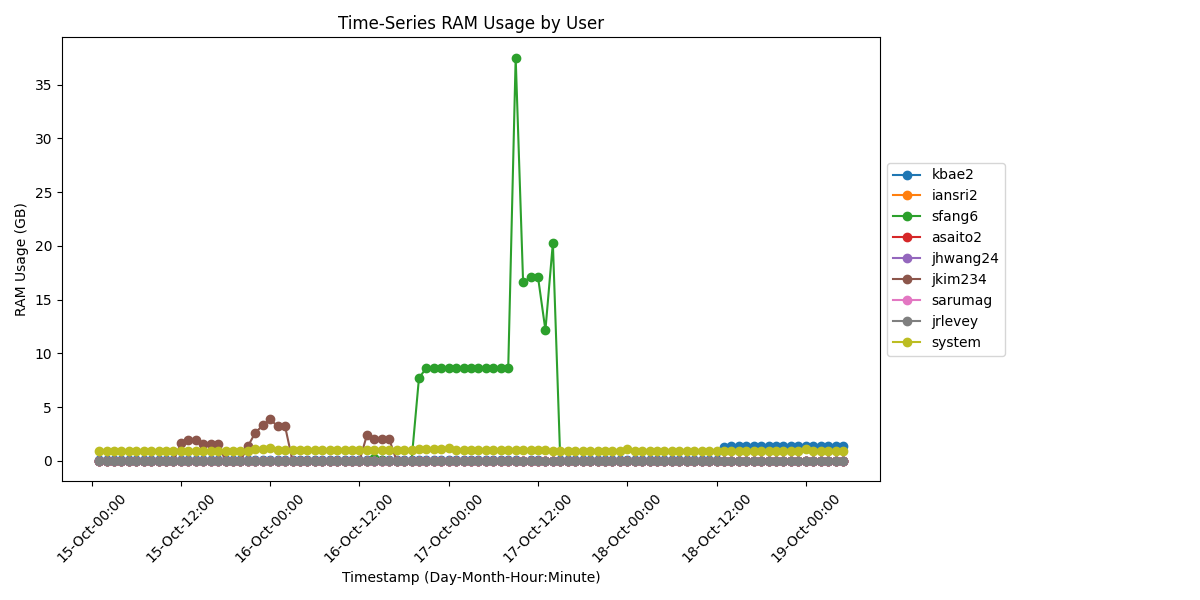 Time-Series RAM Usage by User
RAM Usage (GB)
35
30
25
20
15
10
5
0
15-Oct-00:00
15-Oct-12:00
16-Oct-00:00
16-Oct-12:00
17-Oct-00:00
17-Oct-12:00
18-Oct-00:00
18-Oct-12:00
19-Oct-00:00
Timestamp (Day-Month-Hour:Minute)
kbae2
iansri2
sfang6
asaito2
jhwang24
jkim234
sarumag
jrlevey
system